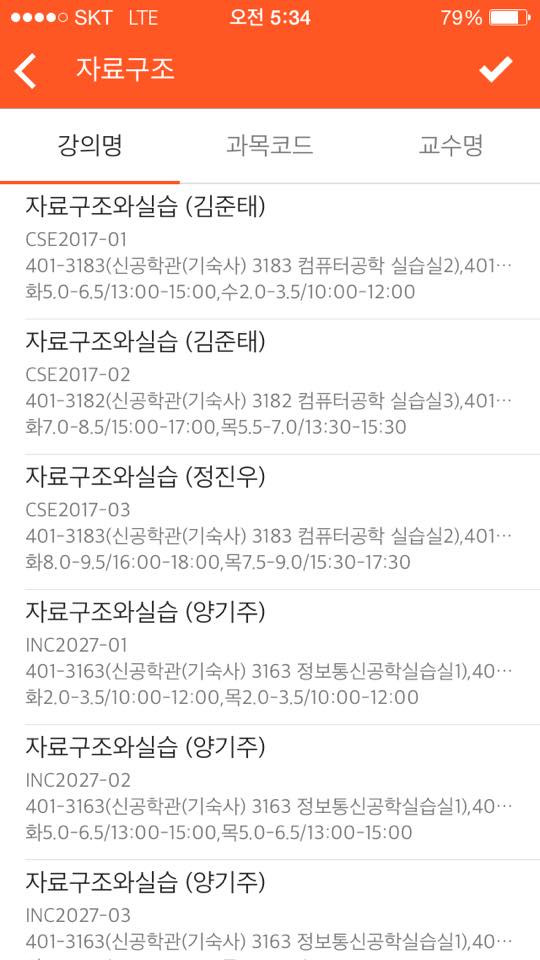 SKT LTE 오전 5:34 79%
자료구조
강의명 과목코드 교수명
자료구조와실습 (김준태)
CSE2017-01
401-3183(신공학관(기숙사) 3183 컴퓨터공학 실습실2),401…
화5.0-6.5/13:00-15:00,수2.0-3.5/10:00-12:00
자료구조와실습 (김준태)
CSE2017-02
401-3182(신공학관(기숙사) 3182 컴퓨터공학 실습실3),401…
화7.0-8.5/15:00-17:00,목5.5-7.0/13:30-15:30
자료구조와실습 (정진우)
CSE2017-03
401-3183(신공학관(기숙사) 3183 컴퓨터공학 실습실2),401…
화8.0-9.5/16:00-18:00,목7.5-9.0/15:30-17:30
자료구조와실습 (양기주)
INC2027-01
401-3163(신공학관(기숙사) 3163 정보통신공학실습실1),40…
화2.0-3.5/10:00-12:00,목2.0-3.5/10:00-12:00
자료구조와실습 (양기주)
INC2027-02
401-3163(신공학관(기숙사) 3163 정보통신공학실습실1),40…
화5.0-6.5/13:00-15:00,목5.0-6.5/13:00-15:00
자료구조와실습 (양기주)
INC2027-03
401-3163(신공학관(기숙사) 3163 정보통신공학실습실1),40…